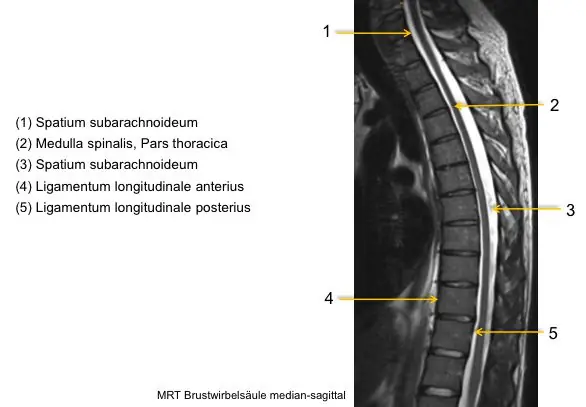 1
2
(1) Spatium subarachnoideum
(2) Medulla spinalis, Pars thoracica
(3) Spatium subarachnoideum
(4) Ligamentum longitudinale anterius
(5) Ligamentum longitudinale posterius
3
4
5
MRT Brustwirbelsäule median-sagittal